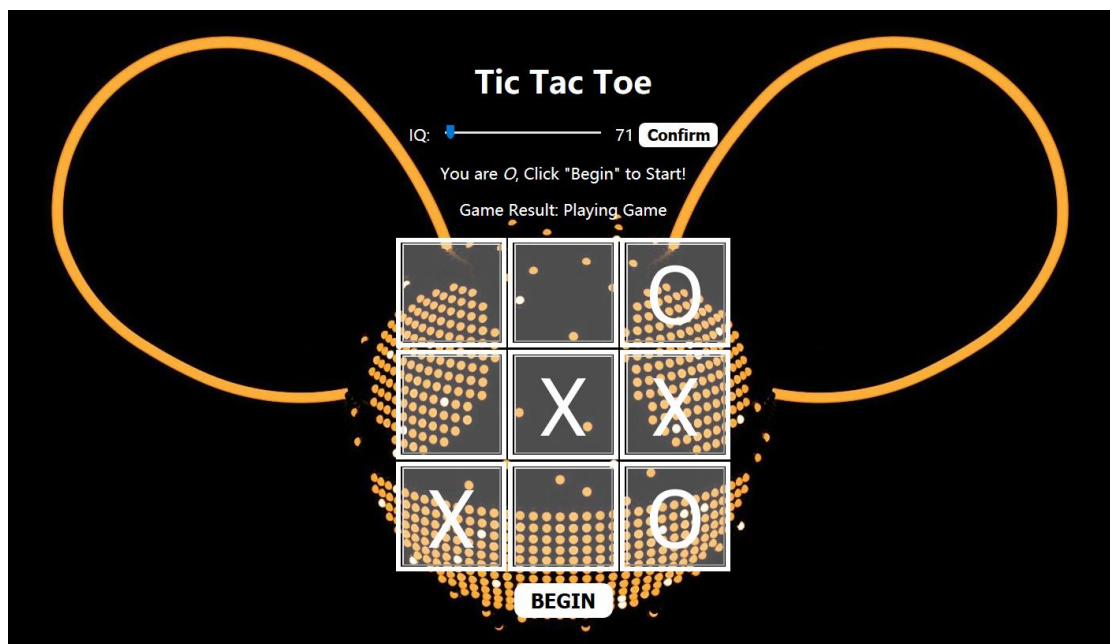 Tic Tac Toe
IQ: 71 Confirm
You are O, Click "Begin" to Start!
Game Result: Playing Game
O
X X
X O
BEGIN